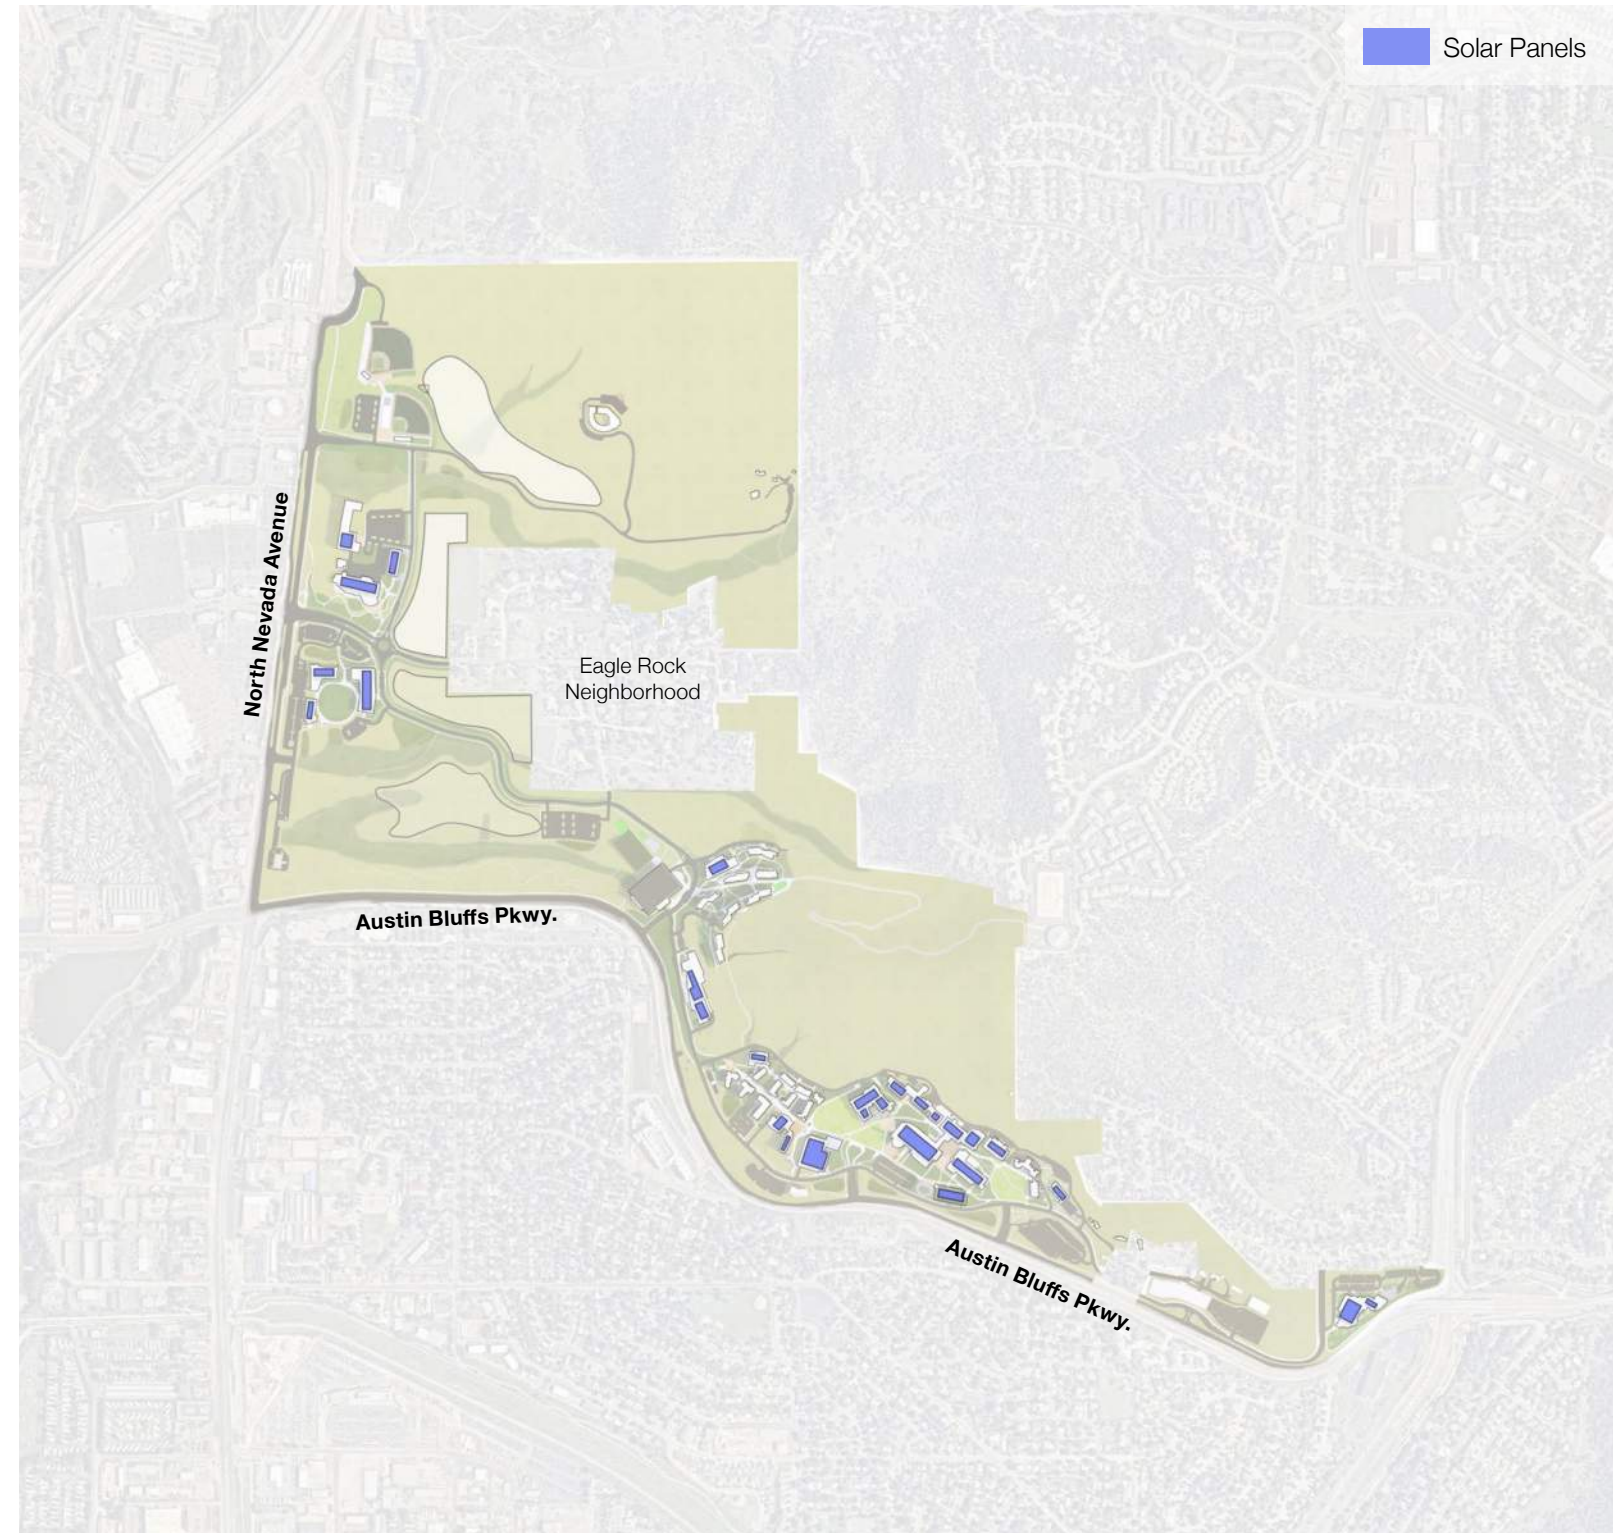 Solar Panels
North Nevada Avenue
Eagle Rock
Neighborhood
Austin Bluffs Pkwy.
Austin Bluffs Pkwy.